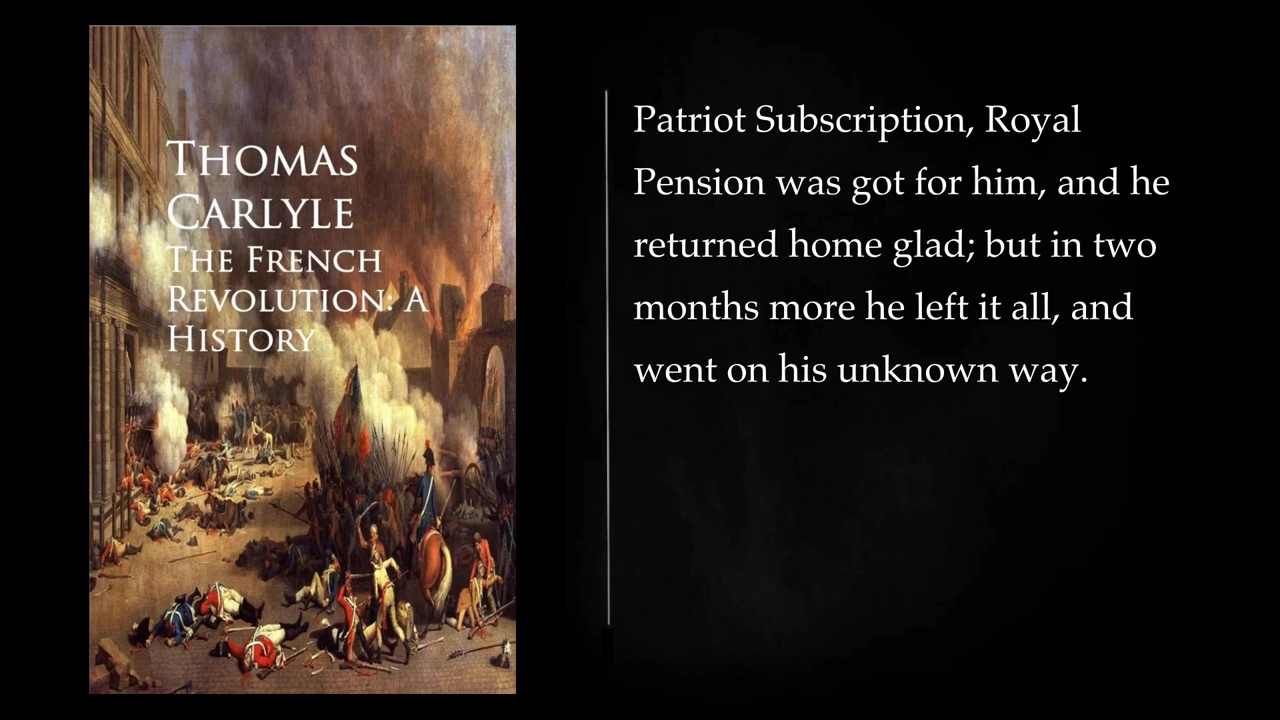 THOMAS
CARLYLE
THE FRENCH
REVOLUTION: A
HISTORY
Patriot Subscription, Royal
Pension was got for him, and he
returned home glad; but in two
months more he left it all, and
went on his unknown way.